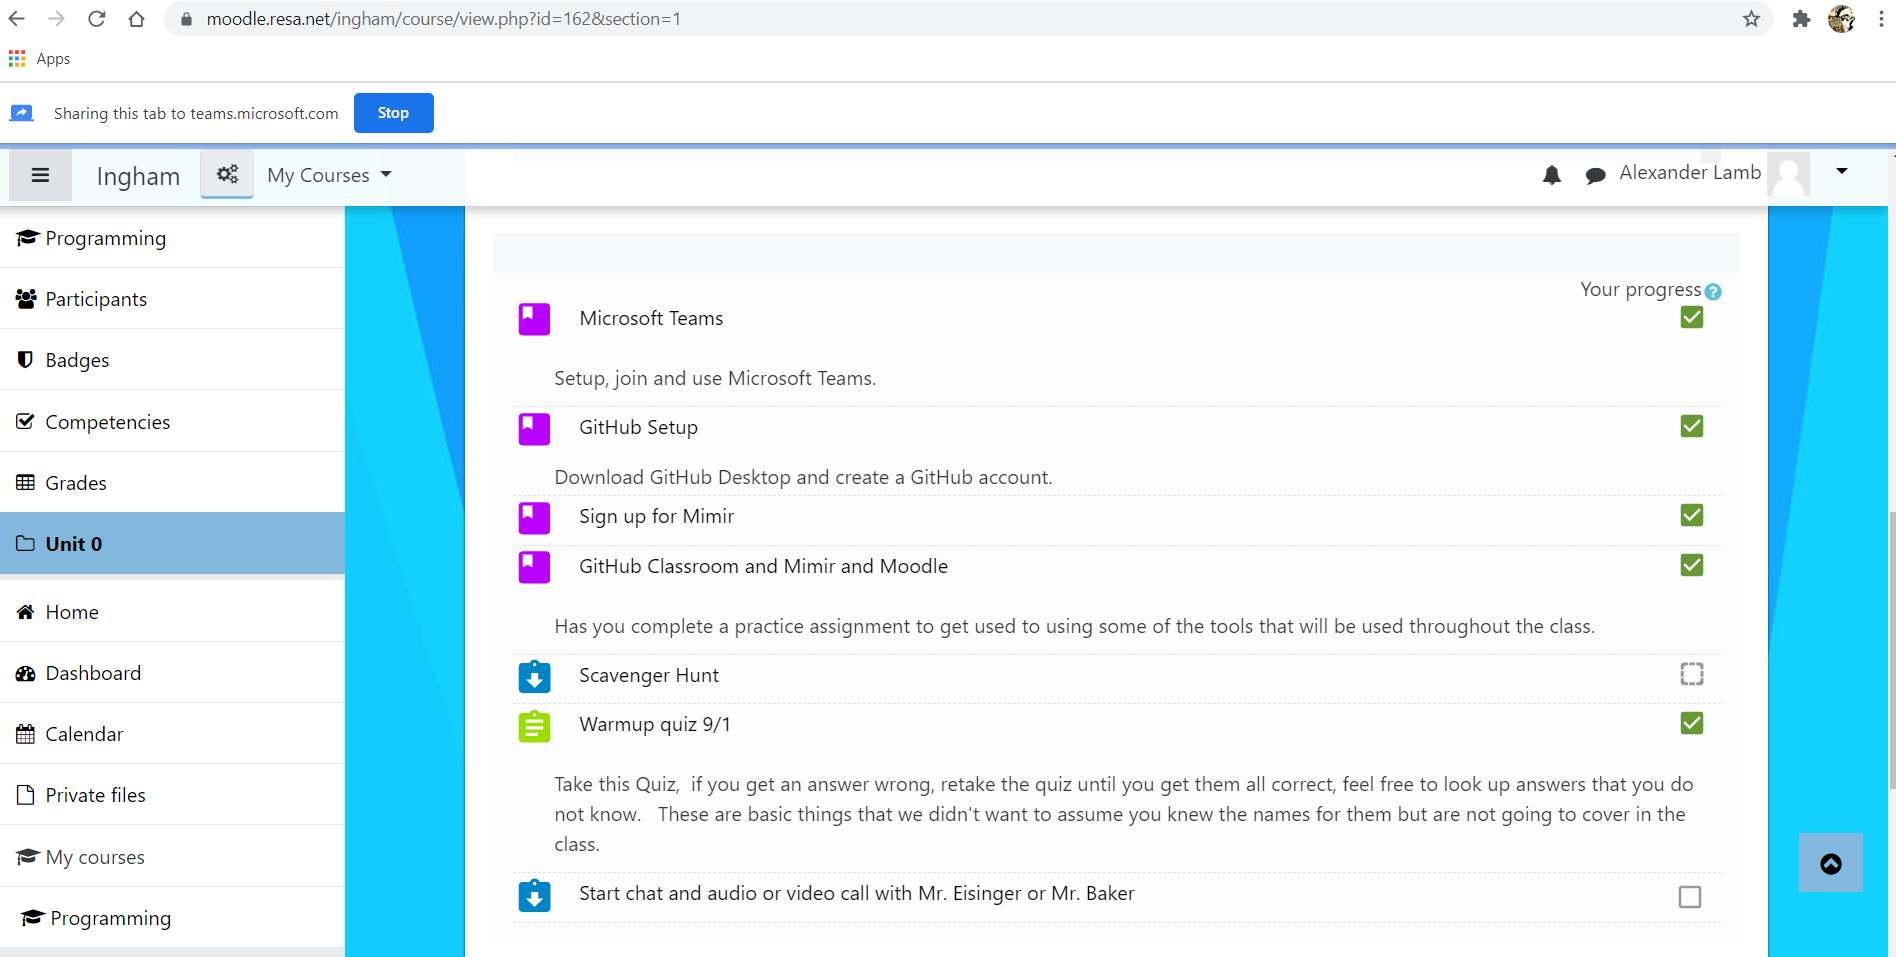 moodle.resa.net/ingham/course/view.php?id=162&section=1
Apps
Sharing this tab to teams.microsoft.com Stop
Ingham My Courses Alexander Lamb
Programming
Participants
Badges
Competencies
Grades
Unit 0
Home
Dashboard
Calendar
Private files
My courses
Programming
Your progress ?
Microsoft Teams
Setup, join and use Microsoft Teams.
GitHub Setup
Download GitHub Desktop and create a GitHub account.
Sign up for Mimir
GitHub Classroom and Mimir and Moodle
Has you complete a practice assignment to get used to using some of the tools that will be used throughout the class.
Scavenger Hunt
Warmup quiz 9/1
Take this Quiz,  if you get an answer wrong, retake the quiz until you get them all correct, feel free to look up answers that you do
not know.   These are basic things that we didn't want to assume you knew the names for them but are not going to cover in the
class.
Start chat and audio or video call with Mr. Eisinger or Mr. Baker